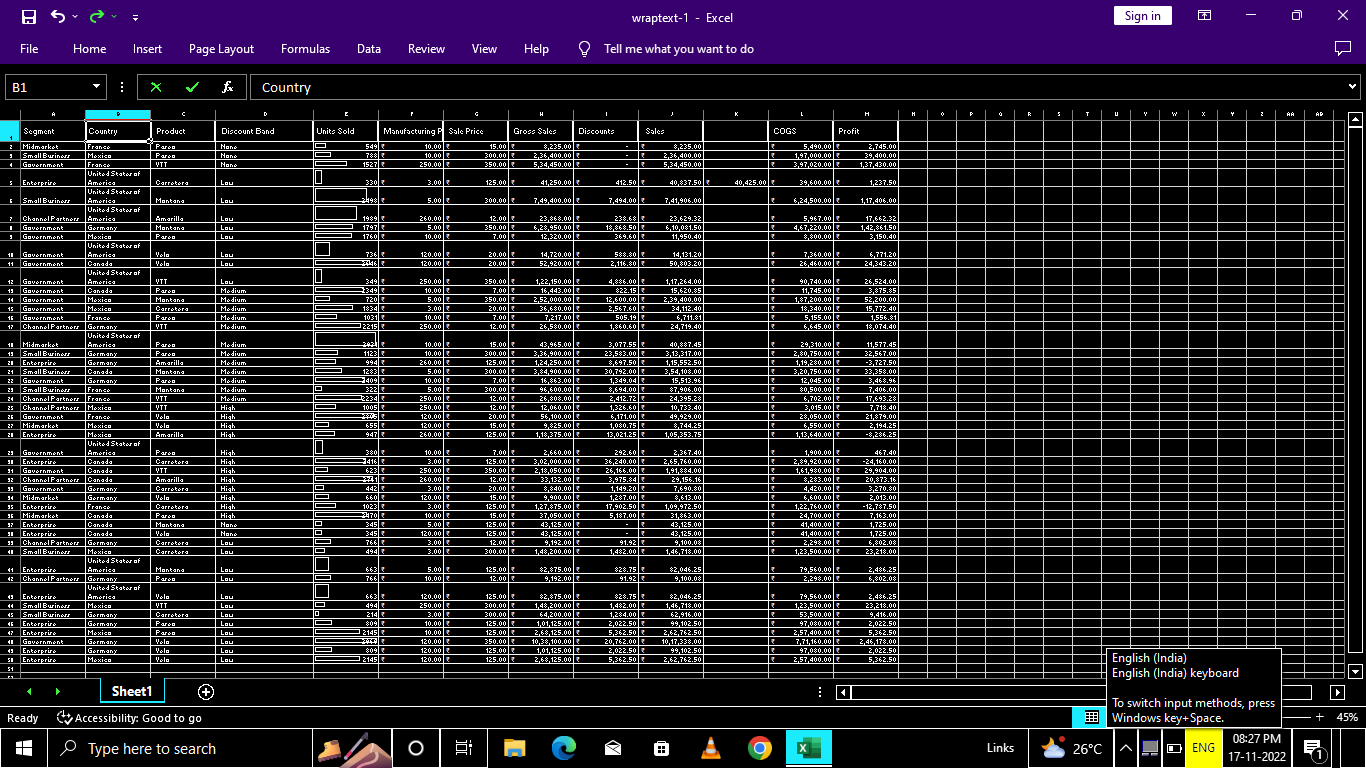 wraptext-1 - Excel
Sign in
File Home Insert Page Layout Formulas Data Review View Help Tell me what you want to do
B1 fx Country
A B C D E F G H I J K L M N O P Q R S T U V W X Y Z AA AB
1 Segment Country Product Discount Band Units Sold Manufacturing P Sale Price Gross Sales Discounts Sales COGS Profit
2 Midmarket France Paseo None 549 ₹ 10.00 ₹ 15.00 ₹ 8,235.00 ₹ - ₹ 8,235.00 ₹ 5,490.00 ₹ 2,745.00
3 Small Business Mexico Paseo None 788 ₹ 10.00 ₹ 300.00 ₹ 2,36,400.00 ₹ - ₹ 2,36,400.00 ₹ 1,97,000.00 ₹ 39,400.00
4 Government France VTT None 1527 ₹ 250.00 ₹ 350.00 ₹ 5,34,450.00 ₹ - ₹ 5,34,450.00 ₹ 3,97,020.00 ₹ 1,37,430.00
United States of
5 Enterprise America Carretera Low 330 ₹ 3.00 ₹ 125.00 ₹ 41,250.00 ₹ 412.50 ₹ 40,837.50 ₹ 40,425.00 ₹ 39,600.00 ₹ 1,237.50
United States of
6 Small Business America Montana Low 2498 ₹ 5.00 ₹ 300.00 ₹ 7,49,400.00 ₹ 7,494.00 ₹ 7,41,906.00 ₹ 6,24,500.00 ₹ 1,17,406.00
United States of
7 Channel Partners America Amarilla Low 1989 ₹ 260.00 ₹ 12.00 ₹ 23,868.00 ₹ 238.68 ₹ 23,629.32 ₹ 5,967.00 ₹ 17,662.32
8 Government Germany Montana Low 1797 ₹ 5.00 ₹ 350.00 ₹ 6,28,950.00 ₹ 18,868.50 ₹ 6,10,081.50 ₹ 4,67,220.00 ₹ 1,42,861.50
9 Government Mexico Paseo Low 1760 ₹ 10.00 ₹ 7.00 ₹ 12,320.00 ₹ 369.60 ₹ 11,950.40 ₹ 8,800.00 ₹ 3,150.40
United States of
10 Government America Velo Low 736 ₹ 120.00 ₹ 20.00 ₹ 14,720.00 ₹ 588.80 ₹ 14,131.20 ₹ 7,360.00 ₹ 6,771.20
11 Government Canada Velo Low ₹ 120.00 ₹ 20.00 ₹ 52,920.00 ₹ 2,116.80 ₹ 50,803.20 ₹ 26,460.00 ₹ 24,343.20
United States of
12 Government America VTT Low 349 ₹ 250.00 ₹ 350.00 ₹ 1,22,150.00 ₹ 4,886.00 ₹ 1,17,264.00 ₹ 90,740.00 ₹ 26,524.00
13 Government Canada Paseo Medium 2349 ₹ 10.00 ₹ 7.00 ₹ 16,443.00 ₹ 822.15 ₹ 15,620.85 ₹ 11,745.00 ₹ 3,875.85
14 Government Mexico Montana Medium 720 ₹ 5.00 ₹ 350.00 ₹ 2,52,000.00 ₹ 12,600.00 ₹ 2,39,400.00 ₹ 1,87,200.00 ₹ 52,200.00
15 Government Mexico Carretera Medium 1834 ₹ 3.00 ₹ 20.00 ₹ 36,680.00 ₹ 2,567.60 ₹ 34,112.40 ₹ 18,340.00 ₹ 15,772.40
16 Government France Paseo Medium 1031 ₹ 10.00 ₹ 7.00 ₹ 7,217.00 ₹ 505.19 ₹ 6,711.81 ₹ 5,155.00 ₹ 1,556.81
17 Channel Partners Germany VTT Medium 2215 ₹ 250.00 ₹ 12.00 ₹ 26,580.00 ₹ 1,860.60 ₹ 24,719.40 ₹ 6,645.00 ₹ 18,074.40
United States of
18 Midmarket America Paseo Medium 2931 ₹ 10.00 ₹ 15.00 ₹ 43,965.00 ₹ 3,077.55 ₹ 40,887.45 ₹ 29,310.00 ₹ 11,577.45
19 Small Business Germany Paseo Medium 1123 ₹ 10.00 ₹ 300.00 ₹ 3,36,900.00 ₹ 23,583.00 ₹ 3,13,317.00 ₹ 2,80,750.00 ₹ 32,567.00
20 Enterprise Germany Amarilla Medium 994 ₹ 260.00 ₹ 125.00 ₹ 1,24,250.00 ₹ 8,697.50 ₹ 1,15,552.50 ₹ 1,19,280.00 ₹ -3,727.50
21 Small Business Canada Montana Medium 1283 ₹ 5.00 ₹ 300.00 ₹ 3,84,900.00 ₹ 30,792.00 ₹ 3,54,108.00 ₹ 3,20,750.00 ₹ 33,358.00
22 Government Germany Paseo Medium 2409 ₹ 10.00 ₹ 7.00 ₹ 16,863.00 ₹ 1,349.04 ₹ 15,513.96 ₹ 12,045.00 ₹ 3,468.96
23 Small Business France Montana Medium 322 ₹ 5.00 ₹ 300.00 ₹ 96,600.00 ₹ 8,694.00 ₹ 87,906.00 ₹ 80,500.00 ₹ 7,406.00
24 Channel Partners France VTT Medium 2234 ₹ 250.00 ₹ 12.00 ₹ 26,808.00 ₹ 2,412.72 ₹ 24,395.28 ₹ 6,702.00 ₹ 17,693.28
25 Channel Partners Mexico VTT High 1005 ₹ 250.00 ₹ 12.00 ₹ 12,060.00 ₹ 1,326.60 ₹ 10,733.40 ₹ 3,015.00 ₹ 7,718.40
26 Government France Velo High ₹ 120.00 ₹ 20.00 ₹ 56,100.00 ₹ 6,171.00 ₹ 49,929.00 ₹ 28,050.00 ₹ 21,879.00
27 Midmarket Mexico Velo High 655 ₹ 120.00 ₹ 15.00 ₹ 9,825.00 ₹ 1,080.75 ₹ 8,744.25 ₹ 6,550.00 ₹ 2,194.25
28 Enterprise Mexico Amarilla High 947 ₹ 260.00 ₹ 125.00 ₹ 1,18,375.00 ₹ 13,021.25 ₹ 1,05,353.75 ₹ 1,13,640.00 ₹ -8,286.25
United States of
29 Government America Paseo High 380 ₹ 10.00 ₹ 7.00 ₹ 2,660.00 ₹ 292.60 ₹ 2,367.40 ₹ 1,900.00 ₹ 467.40
30 Enterprise Canada Carretera High 2416 ₹ 3.00 ₹ 125.00 ₹ 3,02,000.00 ₹ 36,240.00 ₹ 2,65,760.00 ₹ 2,89,920.00 ₹ -24,160.00
31 Government Canada VTT High 623 ₹ 250.00 ₹ 350.00 ₹ 2,18,050.00 ₹ 26,166.00 ₹ 1,91,884.00 ₹ 1,61,980.00 ₹ 29,904.00
32 Channel Partners Canada Amarilla High ₹ 260.00 ₹ 12.00 ₹ 33,132.00 ₹ 3,975.84 ₹ 29,156.16 ₹ 8,283.00 ₹ 20,873.16
33 Government Germany Carretera High 442 ₹ 3.00 ₹ 20.00 ₹ 8,840.00 ₹ 1,149.20 ₹ 7,690.80 ₹ 4,420.00 ₹ 3,270.80
34 Midmarket Germany Velo High 660 ₹ 120.00 ₹ 15.00 ₹ 9,900.00 ₹ 1,287.00 ₹ 8,613.00 ₹ 6,600.00 ₹ 2,013.00
35 Enterprise France Carretera High 1023 ₹ 3.00 ₹ 125.00 ₹ 1,27,875.00 ₹ 17,902.50 ₹ 1,09,972.50 ₹ 1,22,760.00 ₹ -12,787.50
36 Midmarket Canada Paseo High 2470 ₹ 10.00 ₹ 15.00 ₹ 37,050.00 ₹ 5,187.00 ₹ 31,863.00 ₹ 24,700.00 ₹ 7,163.00
37 Enterprise Canada Montana None 345 ₹ 5.00 ₹ 125.00 ₹ 43,125.00 ₹ - ₹ 43,125.00 ₹ 41,400.00 ₹ 1,725.00
38 Enterprise Canada Velo None 345 ₹ 120.00 ₹ 125.00 ₹ 43,125.00 ₹ - ₹ 43,125.00 ₹ 41,400.00 ₹ 1,725.00
39 Channel Partners Germany Carretera Low 766 ₹ 3.00 ₹ 12.00 ₹ 9,192.00 ₹ 91.92 ₹ 9,100.08 ₹ 2,298.00 ₹ 6,802.08
40 Small Business Mexico Carretera Low 494 ₹ 3.00 ₹ 300.00 ₹ 1,48,200.00 ₹ 1,482.00 ₹ 1,46,718.00 ₹ 1,23,500.00 ₹ 23,218.00
United States of
41 Enterprise America Montana Low 663 ₹ 5.00 ₹ 125.00 ₹ 82,875.00 ₹ 828.75 ₹ 82,046.25 ₹ 79,560.00 ₹ 2,486.25
42 Channel Partners Germany Paseo Low 766 ₹ 10.00 ₹ 12.00 ₹ 9,192.00 ₹ 91.92 ₹ 9,100.08 ₹ 2,298.00 ₹ 6,802.08
United States of
43 Enterprise America Velo Low 663 ₹ 120.00 ₹ 125.00 ₹ 82,875.00 ₹ 828.75 ₹ 82,046.25 ₹ 79,560.00 ₹ 2,486.25
44 Small Business Mexico VTT Low 494 ₹ 250.00 ₹ 300.00 ₹ 1,48,200.00 ₹ 1,482.00 ₹ 1,46,718.00 ₹ 1,23,500.00 ₹ 23,218.00
45 Small Business Germany Carretera Low 214 ₹ 3.00 ₹ 300.00 ₹ 64,200.00 ₹ 1,284.00 ₹ 62,916.00 ₹ 53,500.00 ₹ 9,416.00
46 Enterprise Germany Paseo Low 809 ₹ 10.00 ₹ 125.00 ₹ 1,01,125.00 ₹ 2,022.50 ₹ 99,102.50 ₹ 97,080.00 ₹ 2,022.50
47 Enterprise Mexico Paseo Low 2145 ₹ 10.00 ₹ 125.00 ₹ 2,68,125.00 ₹ 5,362.50 ₹ 2,62,762.50 ₹ 2,57,400.00 ₹ 5,362.50
48 Government Germany Velo Low ₹ 120.00 ₹ 350.00 ₹ 10,38,100.00 ₹ 20,762.00 ₹ 10,17,338.00 ₹ 7,71,160.00 ₹ 2,46,178.00
49 Enterprise Germany Velo Low 809 ₹ 120.00 ₹ 125.00 ₹ 1,01,125.00 ₹ 2,022.50 ₹ 99,102.50 ₹ 97,080.00 ₹ 2,022.50
50 Enterprise Mexico Velo Low 2145 ₹ 120.00 ₹ 125.00 ₹ 2,68,125.00 ₹ 5,362.50 ₹ 2,62,762.50 ₹ 2,57,400.00 ₹ 5,362.50
51
English (India)
English (India) keyboard
To switch input methods, press
Windows key+Space.
Sheet1
Ready Accessibility: Good to go 45%
Type here to search Links 26°C ENG 08:27 PM
17-11-2022 1